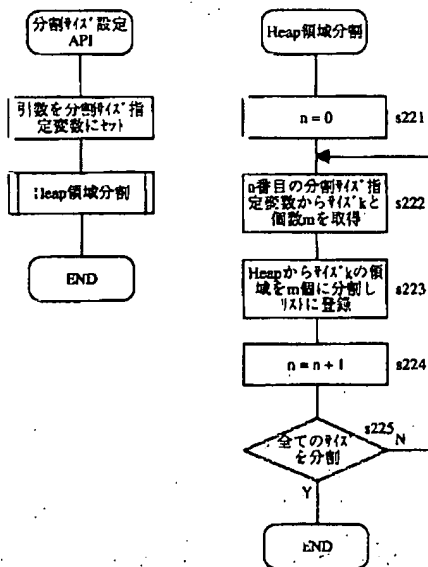 分割ｻｲｽﾞ設定
API
引数を分割ｻｲｽﾞ指
定変数にｾｯﾄ
Heap領域分割
END
Heap領域分割
n = 0
s221
n番目の分割ｻｲｽﾞ指
定変数からｻｲｽﾞkと
個数mを取得
s222
Heapからｻｲｽﾞkの領
域をm個に分割し
ﾘｽﾄに登録
s223
n = n + 1
s224
s225
全てのｻｲｽﾞ
を分割
N
Y
END